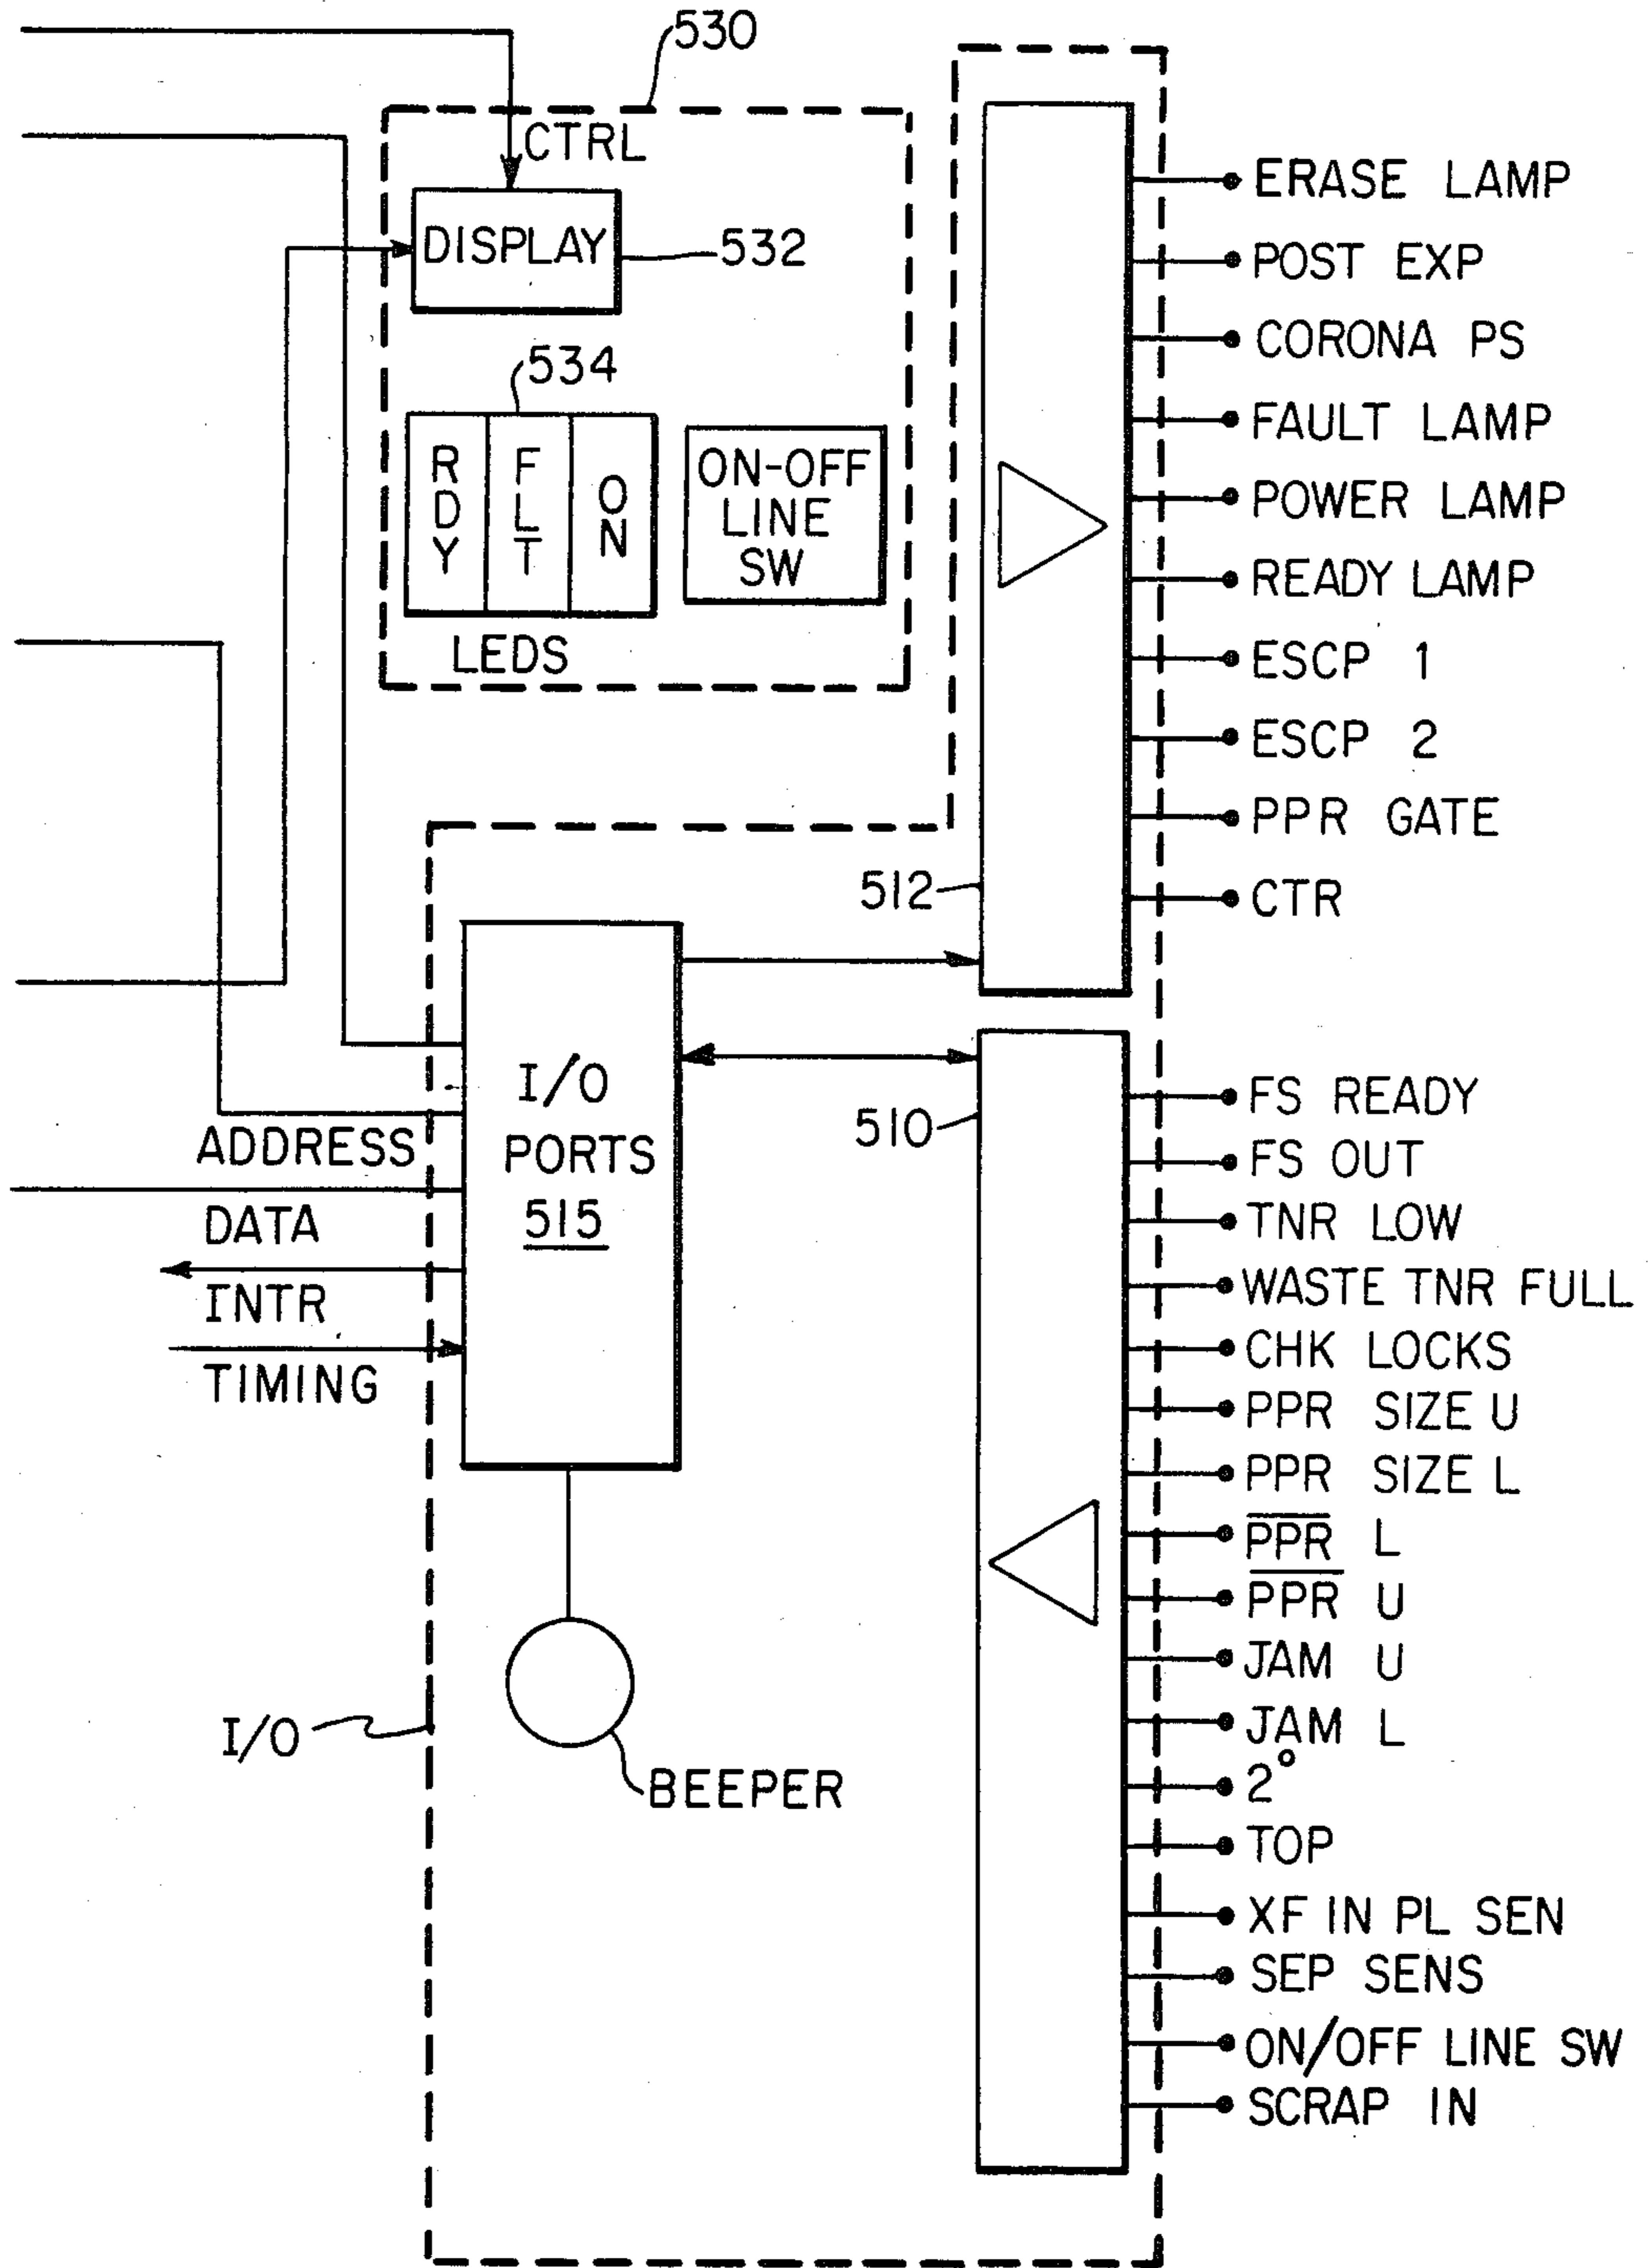 530
CTRL
DISPLAY
532
534
RDY
FLT
ON
ON-OFF
LINE
SW
LEDS
ERASE LAMP
POST EXP
CORONA PS
FAULT LAMP
POWER LAMP
READY LAMP
ESCP 1
ESCP 2
PPR GATE
512
CTR
I/O
PORTS
515
510
ADDRESS
DATA
INTR
TIMING
FS READY
FS OUT
TNR LOW
WASTE TNR FULL
CHK LOCKS
PPR SIZE U
PPR SIZE L
P̅P̅R̅ L
P̅P̅R̅ U
JAM U
JAM L
2°
TOP
XF IN PL SEN
SEP SENS
ON/OFF LINE SW
SCRAP IN
I/O
BEEPER